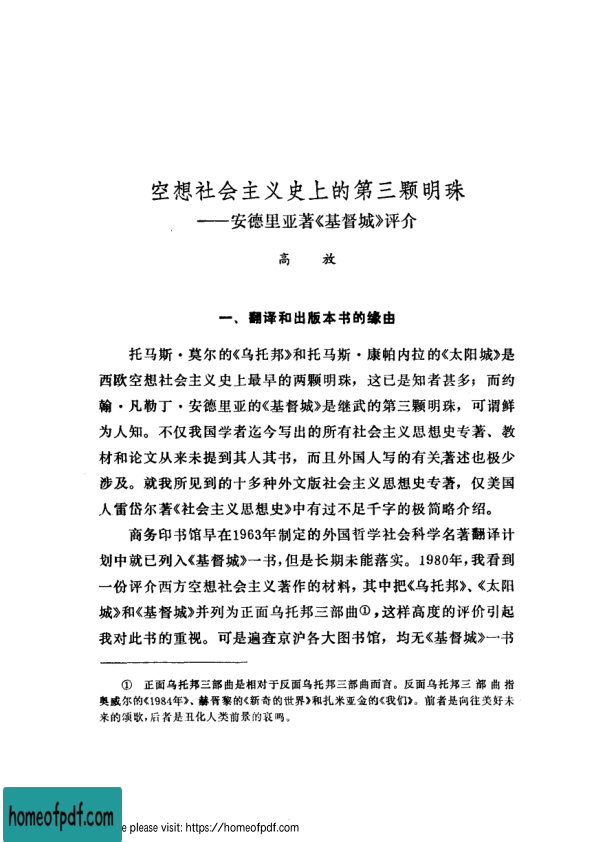 空想社会主义史上的第三颗明珠
——安德里亚著《基督城》评介
高 放
一、翻译和出版本书的缘由
托马斯·莫尔的《乌托邦》和托马斯·康帕内拉的《太阳城》是
西欧空想社会主义史上最早的两颗明珠，这已是知者甚多；而约
翰·凡勒丁·安德里亚的《基督城》是继武的第三颗明珠，可谓鲜
为人知。不仅我国学者迄今写出的所有社会主义思想史专著、教
材和论文从来未提到其人其书，而且外国人写的有关著述也极少
涉及。就我所见到的十多种外文版社会主义思想史专著，仅美国
人雷岱尔著《社会主义思想史》中有过不足千字的极简略介绍。
商务印书馆早在1963年制定的外国哲学社会科学名著翻译计
划中就已列入《基督城》一书，但是长期未能落实。1980年，我看到
一份评介西方空想社会主义著作的材料，其中把《乌托邦》、《太阳
城》和《基督城》并列为正面乌托邦三部曲①，这样高度的评价引起
我对此书的重视。可是遍查京沪各大图书馆，均无《基督城》一书
① 正面乌托邦三部曲是相对于反面乌托邦三部曲而言。反面乌托邦三部曲指
奥威尔的《1984年》、赫胥黎的《新奇的世界》和扎米亚金的《我们》。前者是向往美好未
来的颂歌，后者是丑化人类前景的哀鸣。
homeofpdf.com
e please visit: https://homeofpdf.com